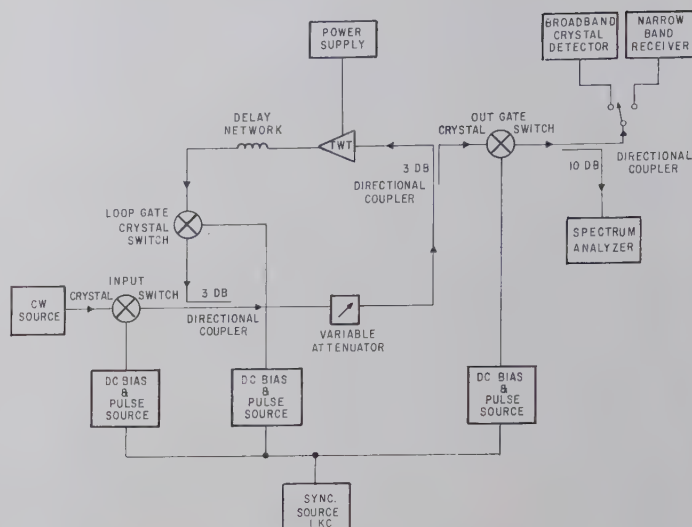 BROADBAND
CRYSTAL
DETECTOR
NARROW
BAND
RECEIVER
POWER
SUPPLY
DELAY
NETWORK
TWT
OUT GATE
CRYSTAL SWITCH
3 DB
DIRECTIONAL
COUPLER
10 DB
DIRECTIONAL
COUPLER
SPECTRUM
ANALYZER
LOOP GATE
CRYSTAL
SWITCH
INPUT
CRYSTAL SWITCH
CW
SOURCE
3 DB
DIRECTIONAL
COUPLER
VARIABLE
ATTENUATOR
DC BIAS
&
PULSE
SOURCE
DC BIAS
&
PULSE
SOURCE
DC BIAS
&
PULSE
SOURCE
SYNC.
SOURCE
1 KC